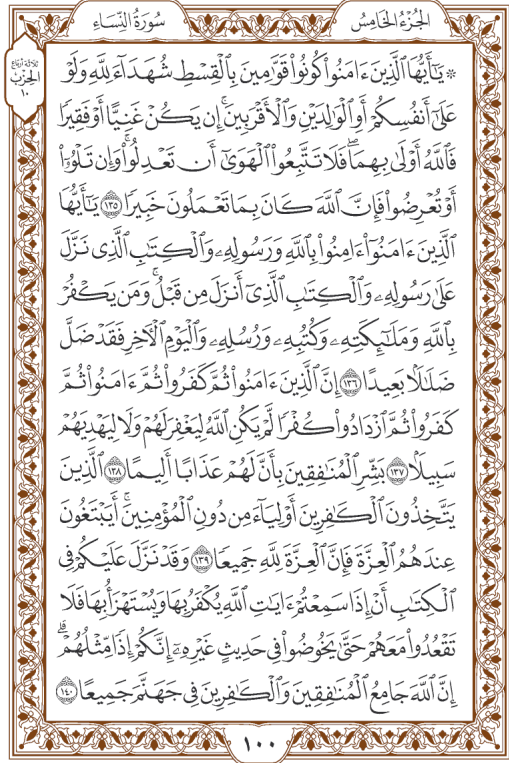 الجزء الخامس
سورة النساء
ثلاثة أرباع
الحزب
١٠
۞ يَٰٓأَيُّهَا ٱلَّذِينَ ءَامَنُوا۟ كُونُوا۟ قَوَّٰمِينَ بِٱلْقِسْطِ شُهَدَآءَ لِلَّهِ وَلَوْ
عَلَىٰٓ أَنفُسِكُمْ أَوِ ٱلْوَٰلِدَيْنِ وَٱلْأَقْرَبِينَ ۚ إِن يَكُنْ غَنِيًّا أَوْ فَقِيرًا
فَٱللَّهُ أَوْلَىٰ بِهِمَا ۖ فَلَا تَتَّبِعُوا۟ ٱلْهَوَىٰٓ أَن تَعْدِلُوا۟ ۚ وَإِن تَلْوُۥٓا۟
أَوْ تُعْرِضُوا۟ فَإِنَّ ٱللَّهَ كَانَ بِمَا تَعْمَلُونَ خَبِيرًا ١٣٥ يَٰٓأَيُّهَا
ٱلَّذِينَ ءَامَنُوٓا۟ ءَامِنُوا۟ بِٱللَّهِ وَرَسُولِهِۦ وَٱلْكِتَٰبِ ٱلَّذِى نَزَّلَ
عَلَىٰ رَسُولِهِۦ وَٱلْكِتَٰبِ ٱلَّذِىٓ أَنزَلَ مِن قَبْلُ ۚ وَمَن يَكْفُرْ
بِٱللَّهِ وَمَلَٰٓئِكَتِهِۦ وَكُتُبِهِۦ وَرُسُلِهِۦ وَٱلْيَوْمِ ٱلْءَاخِرِ فَقَدْ ضَلَّ
ضَلَٰلًۢا بَعِيدًا ١٣٦ إِنَّ ٱلَّذِينَ ءَامَنُوا۟ ثُمَّ كَفَرُوا۟ ثُمَّ ءَامَنُوا۟ ثُمَّ
كَفَرُوا۟ ثُمَّ ٱزْدَادُوا۟ كُفْرًا لَّمْ يَكُنِ ٱللَّهُ لِيَغْفِرَ لَهُمْ وَلَا لِيَهْدِيَهُمْ
سَبِيلًۢا ١٣٧ بَشِّرِ ٱلْمُنَٰفِقِينَ بِأَنَّ لَهُمْ عَذَابًا أَلِيمًا ١٣٨ ٱلَّذِينَ
يَتَّخِذُونَ ٱلْكَٰفِرِينَ أَوْلِيَآءَ مِن دُونِ ٱلْمُؤْمِنِينَ ۚ أَيَبْتَغُونَ
عِندَهُمُ ٱلْعِزَّةَ فَإِنَّ ٱلْعِزَّةَ لِلَّهِ جَمِيعًا ١٣٩ وَقَدْ نَزَّلَ عَلَيْكُمْ فِى
ٱلْكِتَٰبِ أَنْ إِذَا سَمِعْتُمْ ءَايَٰتِ ٱللَّهِ يُكْفَرُ بِهَا وَيُسْتَهْزَأُ بِهَا فَلَا
تَقْعُدُوا۟ مَعَهُمْ حَتَّىٰ يَخُوضُوا۟ فِى حَدِيثٍ غَيْرِهِۦٓ ۚ إِنَّكُمْ إِذًا مِّثْلُهُمْ ۗ
إِنَّ ٱللَّهَ جَامِعُ ٱلْمُنَٰفِقِينَ وَٱلْكَٰفِرِينَ فِى جَهَنَّمَ جَمِيعًا ١٤٠
١٠٠